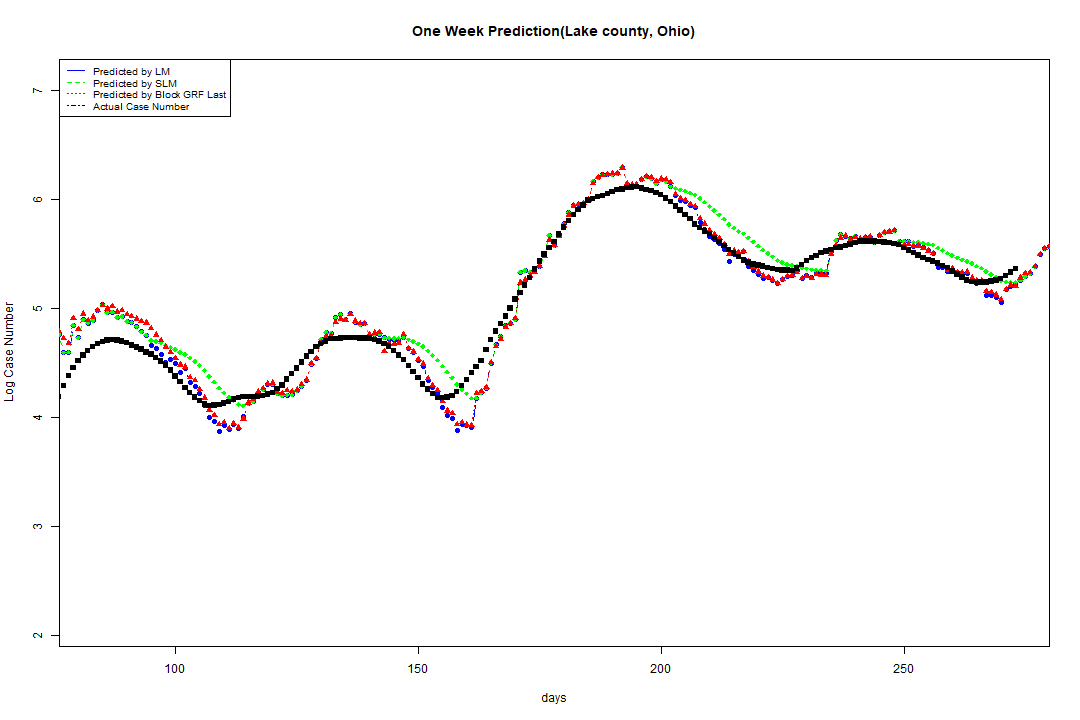 One Week Prediction(Lake county, Ohio)
Predicted by LM
Predicted by SLM
Predicted by Block GRF Last
Actual Case Number
Log Case Number
7
6
5
4
3
2
100
150
200
250
days